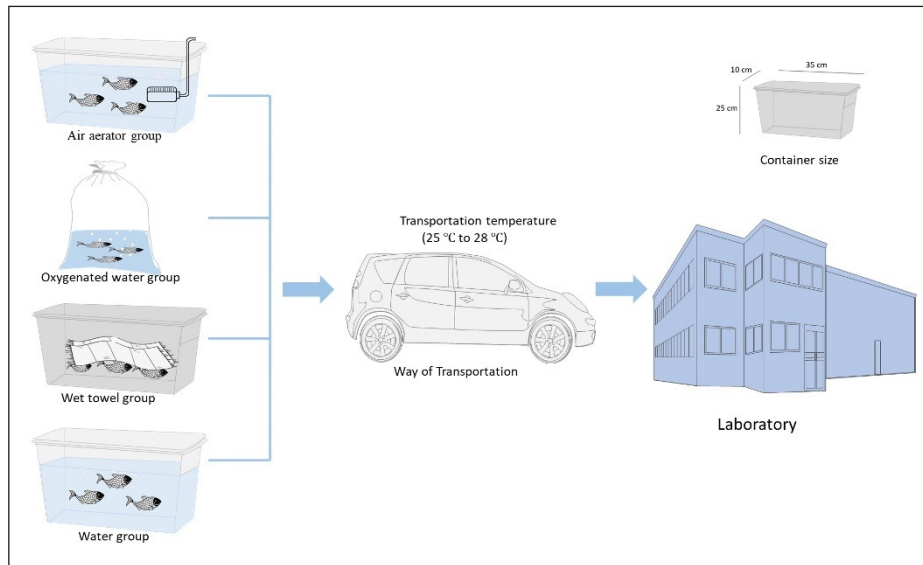 Air aerator group
Oxygenated water group
Wet towel group
Water group
Transportation temperature
(25 °C to 28 °C)
Way of Transportation
10 cm
35 cm
25 cm
Container size
Laboratory